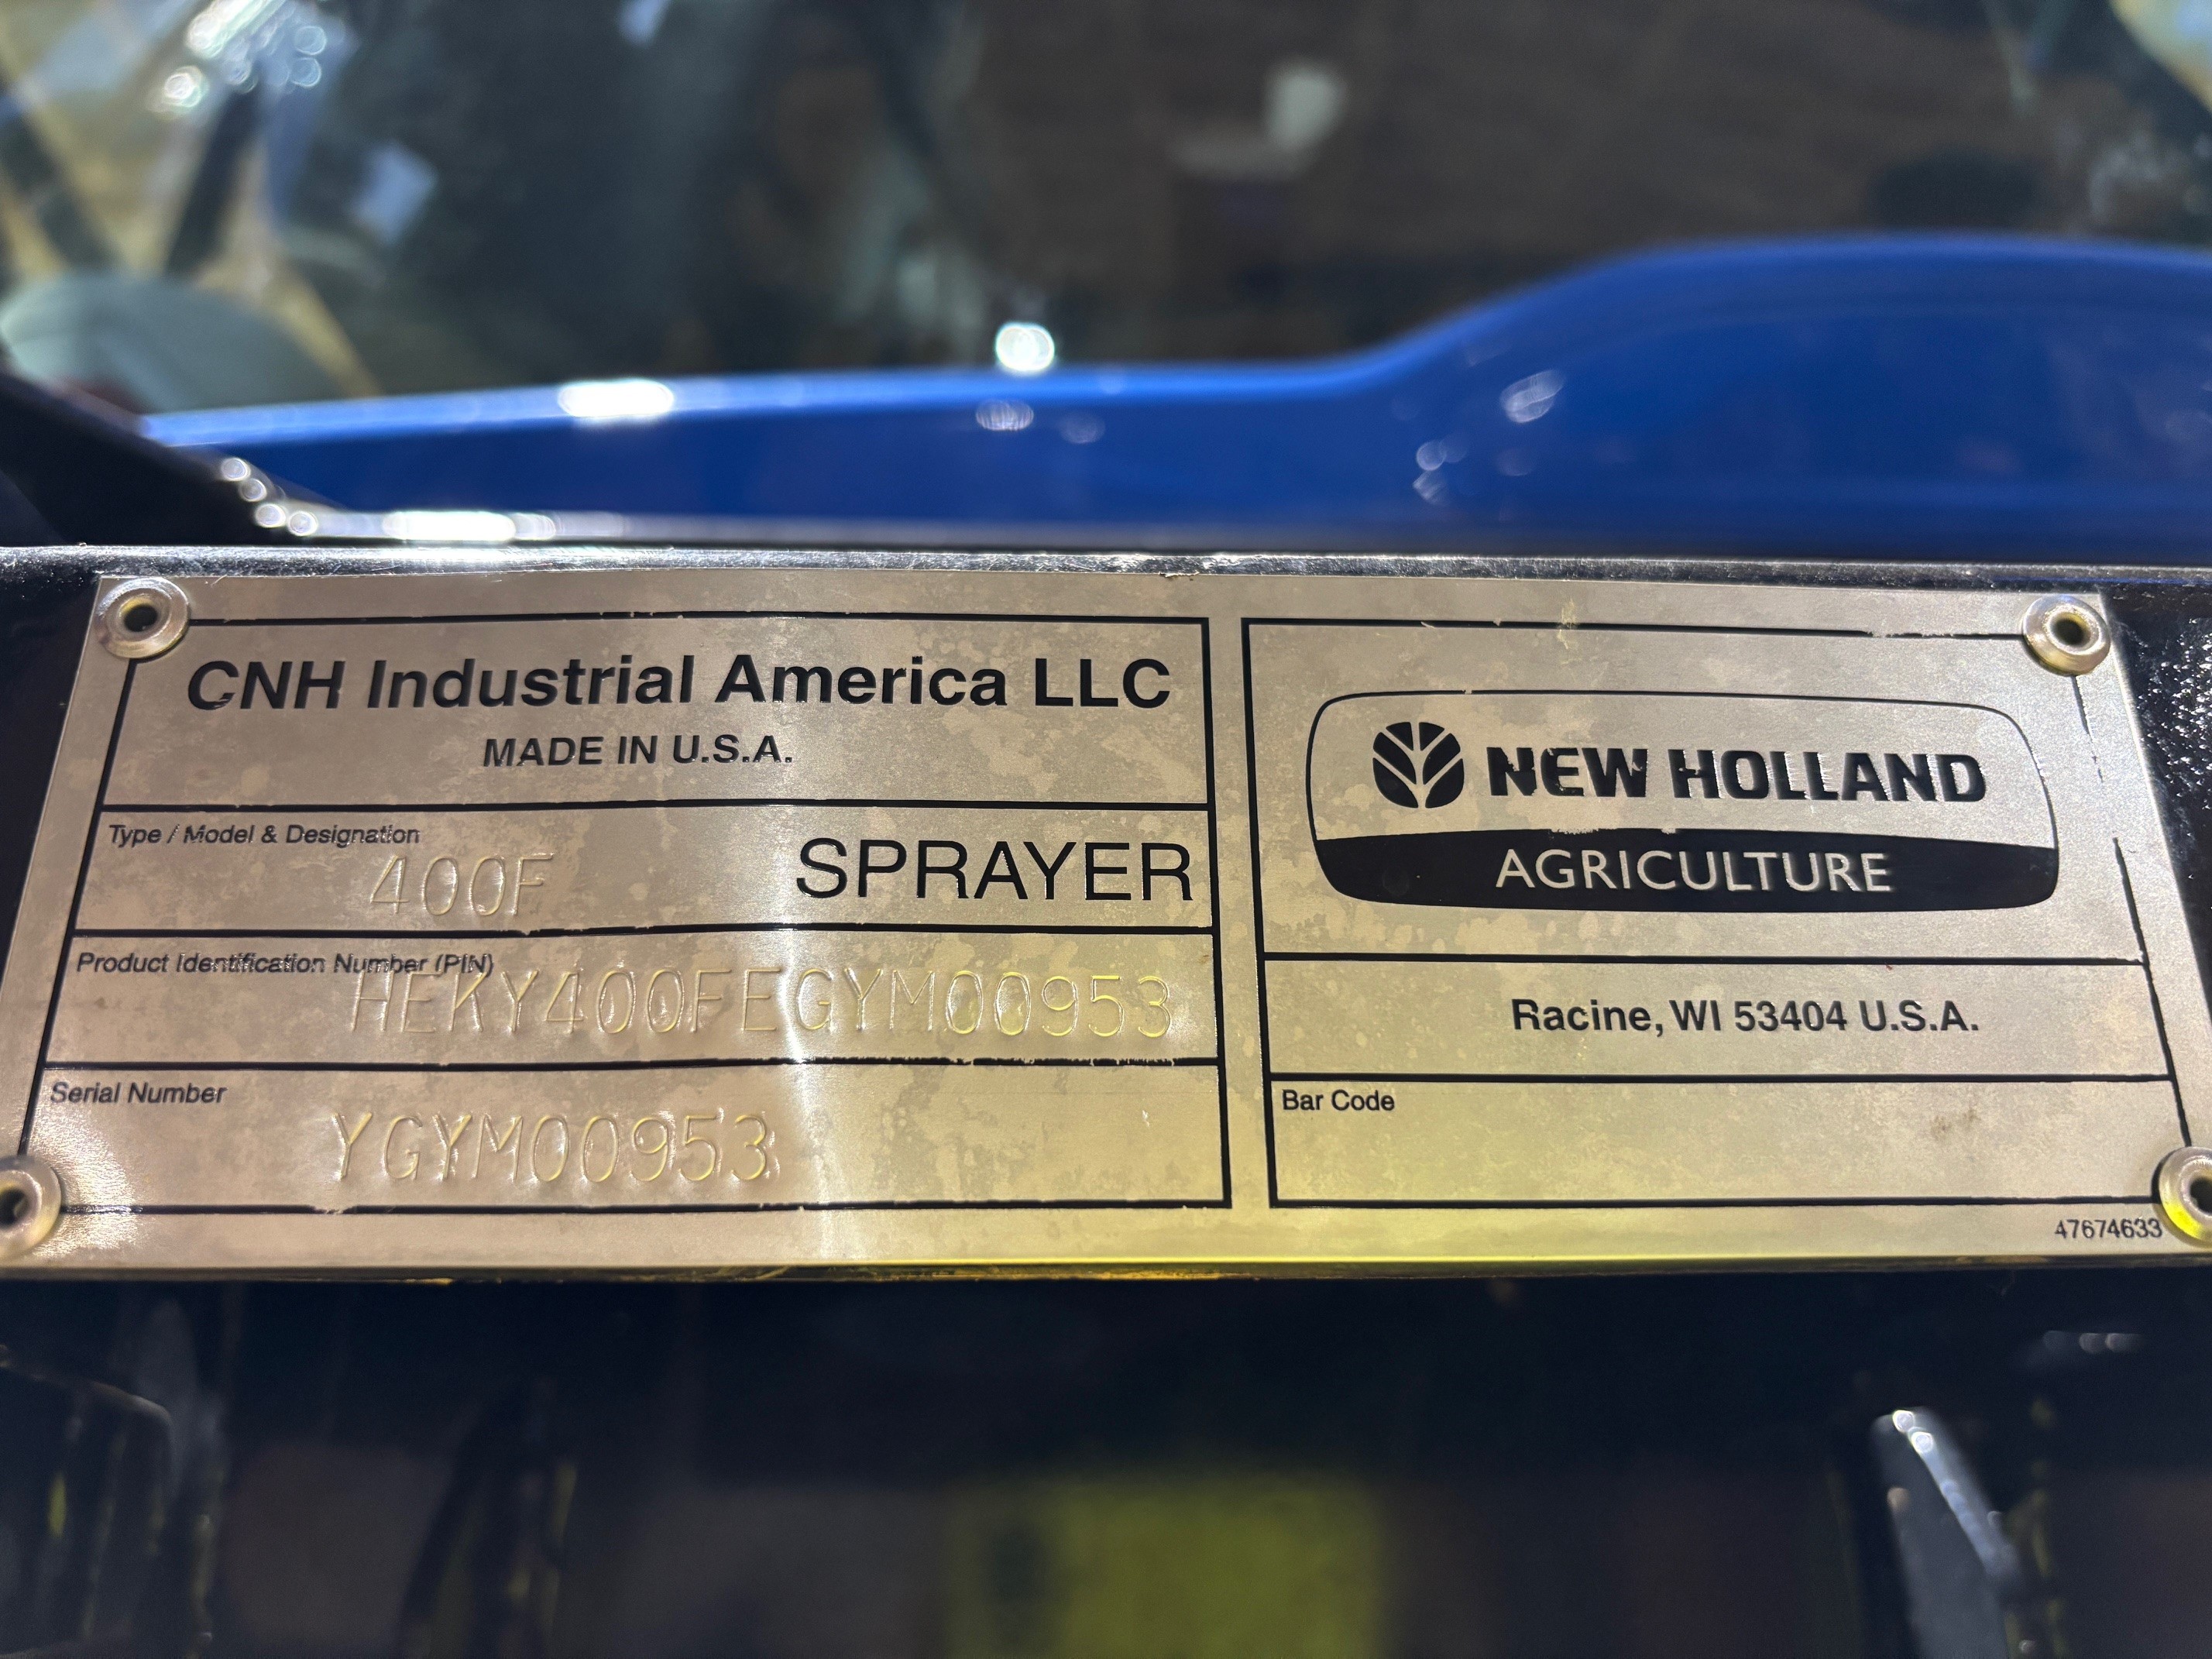 CNH Industrial America LLC
MADE IN U.S.A.
Type / Model & Designation
400F
SPRAYER
Product Identification Number (PIN)
HEKY400FEGYM00953
Serial Number
YGYM00953
NEW HOLLAND
AGRICULTURE
Racine, WI 53404 U.S.A.
Bar Code
47674633